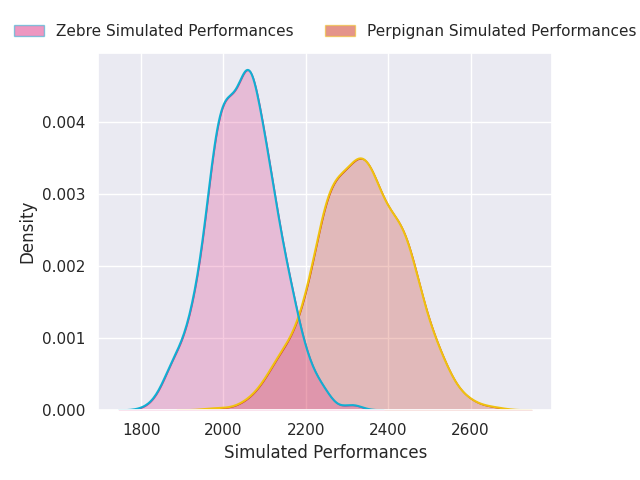 Zebre Simulated Performances
Perpignan Simulated Performances
0.004
0.003
0.002
0.001
0.000
Density
1800 2000 2200 2400 2600
Simulated Performances